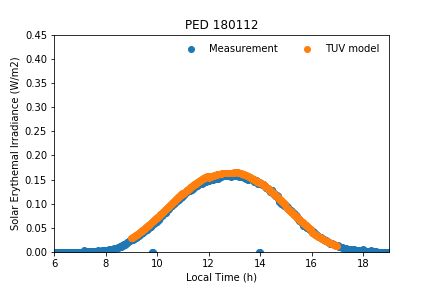 PED 180112
Measurement TUV model
Solar Erythemal Irradiance (W/m2)
0.45
0.40
0.35
0.30
0.25
0.20
0.15
0.10
0.05
0.00
6 8 10 12 14 16 18
Local Time (h)